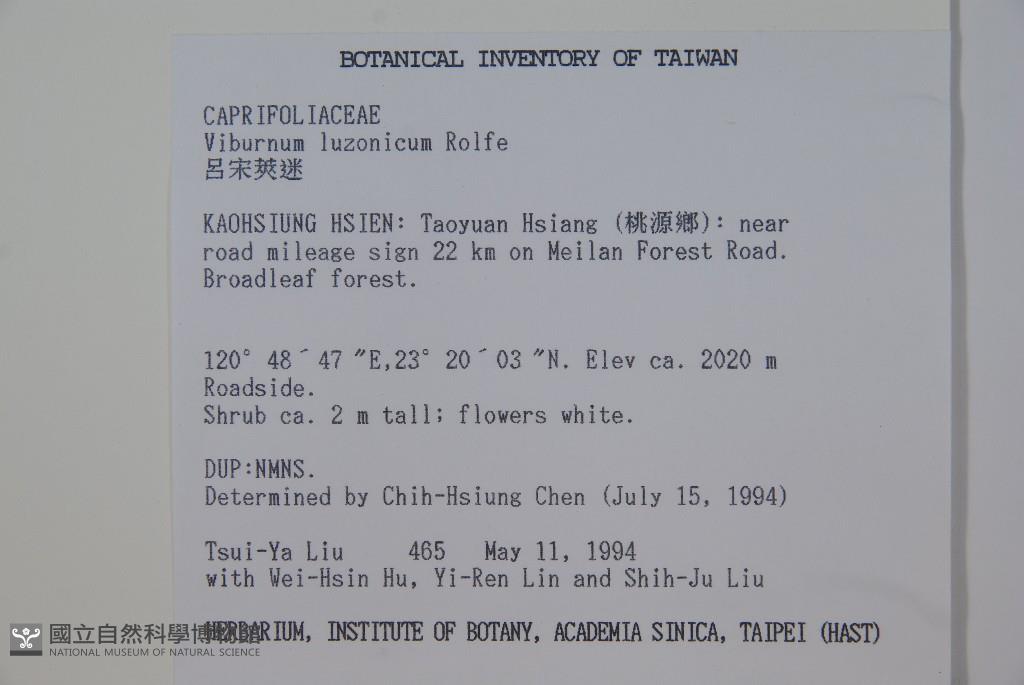 BOTANICAL INVENTORY OF TAIWAN
CAPRIFOLIACEAE
Viburnum luzonicum Rolfe
呂宋莢迷
KAOHSIUNG HSIEN: Taoyuan Hsiang (桃源鄉): near
road mileage sign 22 km on Meilan Forest Road.
Broadleaf forest.
120° 48´47 ″E,23° 20´03 ″N. Elev ca. 2020 m
Roadside.
Shrub ca. 2 m tall; flowers white.
DUP:NMNS.
Determined by Chih-Hsiung Chen (July 15, 1994)
Tsui-Ya Liu 465 May 11, 1994
with Wei-Hsin Hu, Yi-Ren Lin and Shih-Ju Liu
HERBARIUM, INSTITUTE OF BOTANY, ACADEMIA SINICA, TAIPEI (HAST)
國立自然科學博物館
NATIONAL MUSEUM OF NATURAL SCIENCE